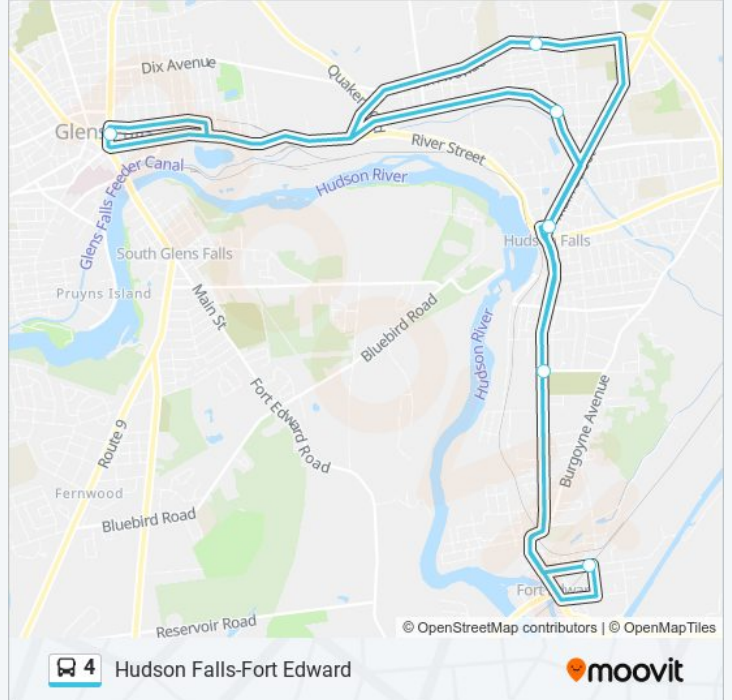 Dix Avenue
Quaker
Glens
River Street
Glens Falls Feeder Canal
Hudson River
Falls
South Glens Falls
Pruyns Island
Main St
Bluebird Road
Hudson River
Burgoyne Avenue
Fort Edward Road
Route 9
Fernwood
Bluebird Road
Fort
Reservoir Road
© OpenStreetMap contributors | © OpenMapTiles
4 Hudson Falls-Fort Edward
moovit